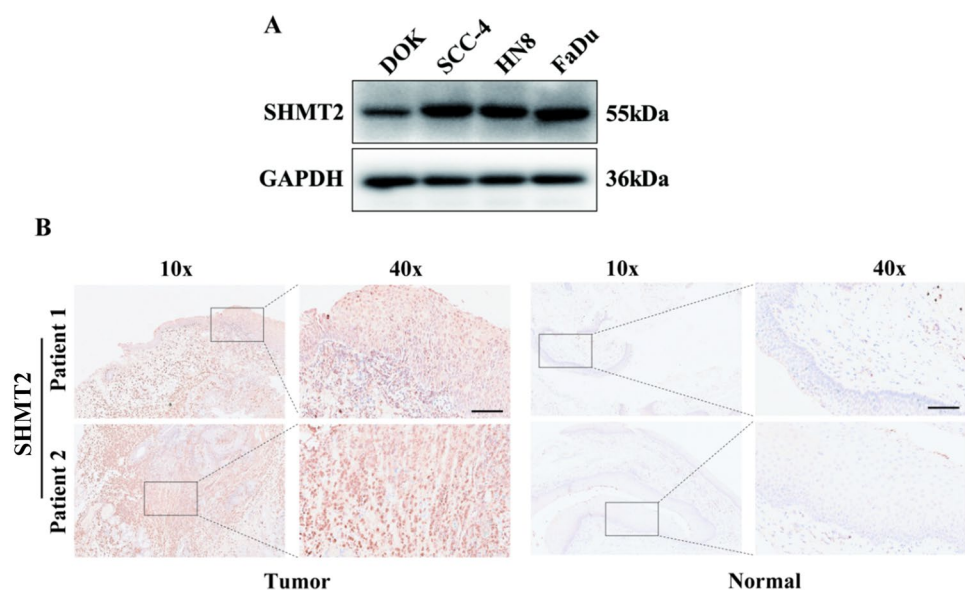 A
DOK SCC-4 HN8 FaDu
SHMT2 55kDa
GAPDH 36kDa
B
10x 40x 10x 40x
SHMT2
Patient 1
Patient 2
Tumor Normal